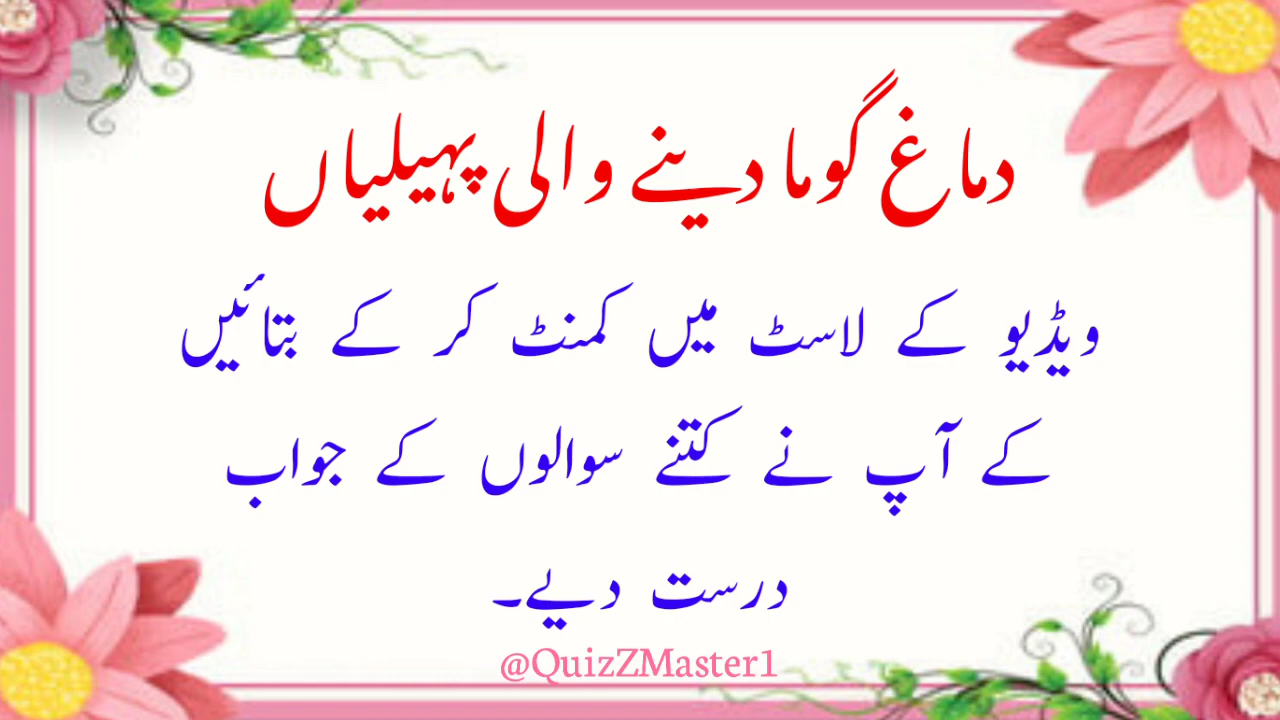 دماغ گوما دینے والی پہیلیاں
ویڈیو کے لاسٹ میں کمنٹ کر کے بتائیں
کے آپ نے کتنے سوالوں کے جواب
درست دیے۔
@QuizZMaster1